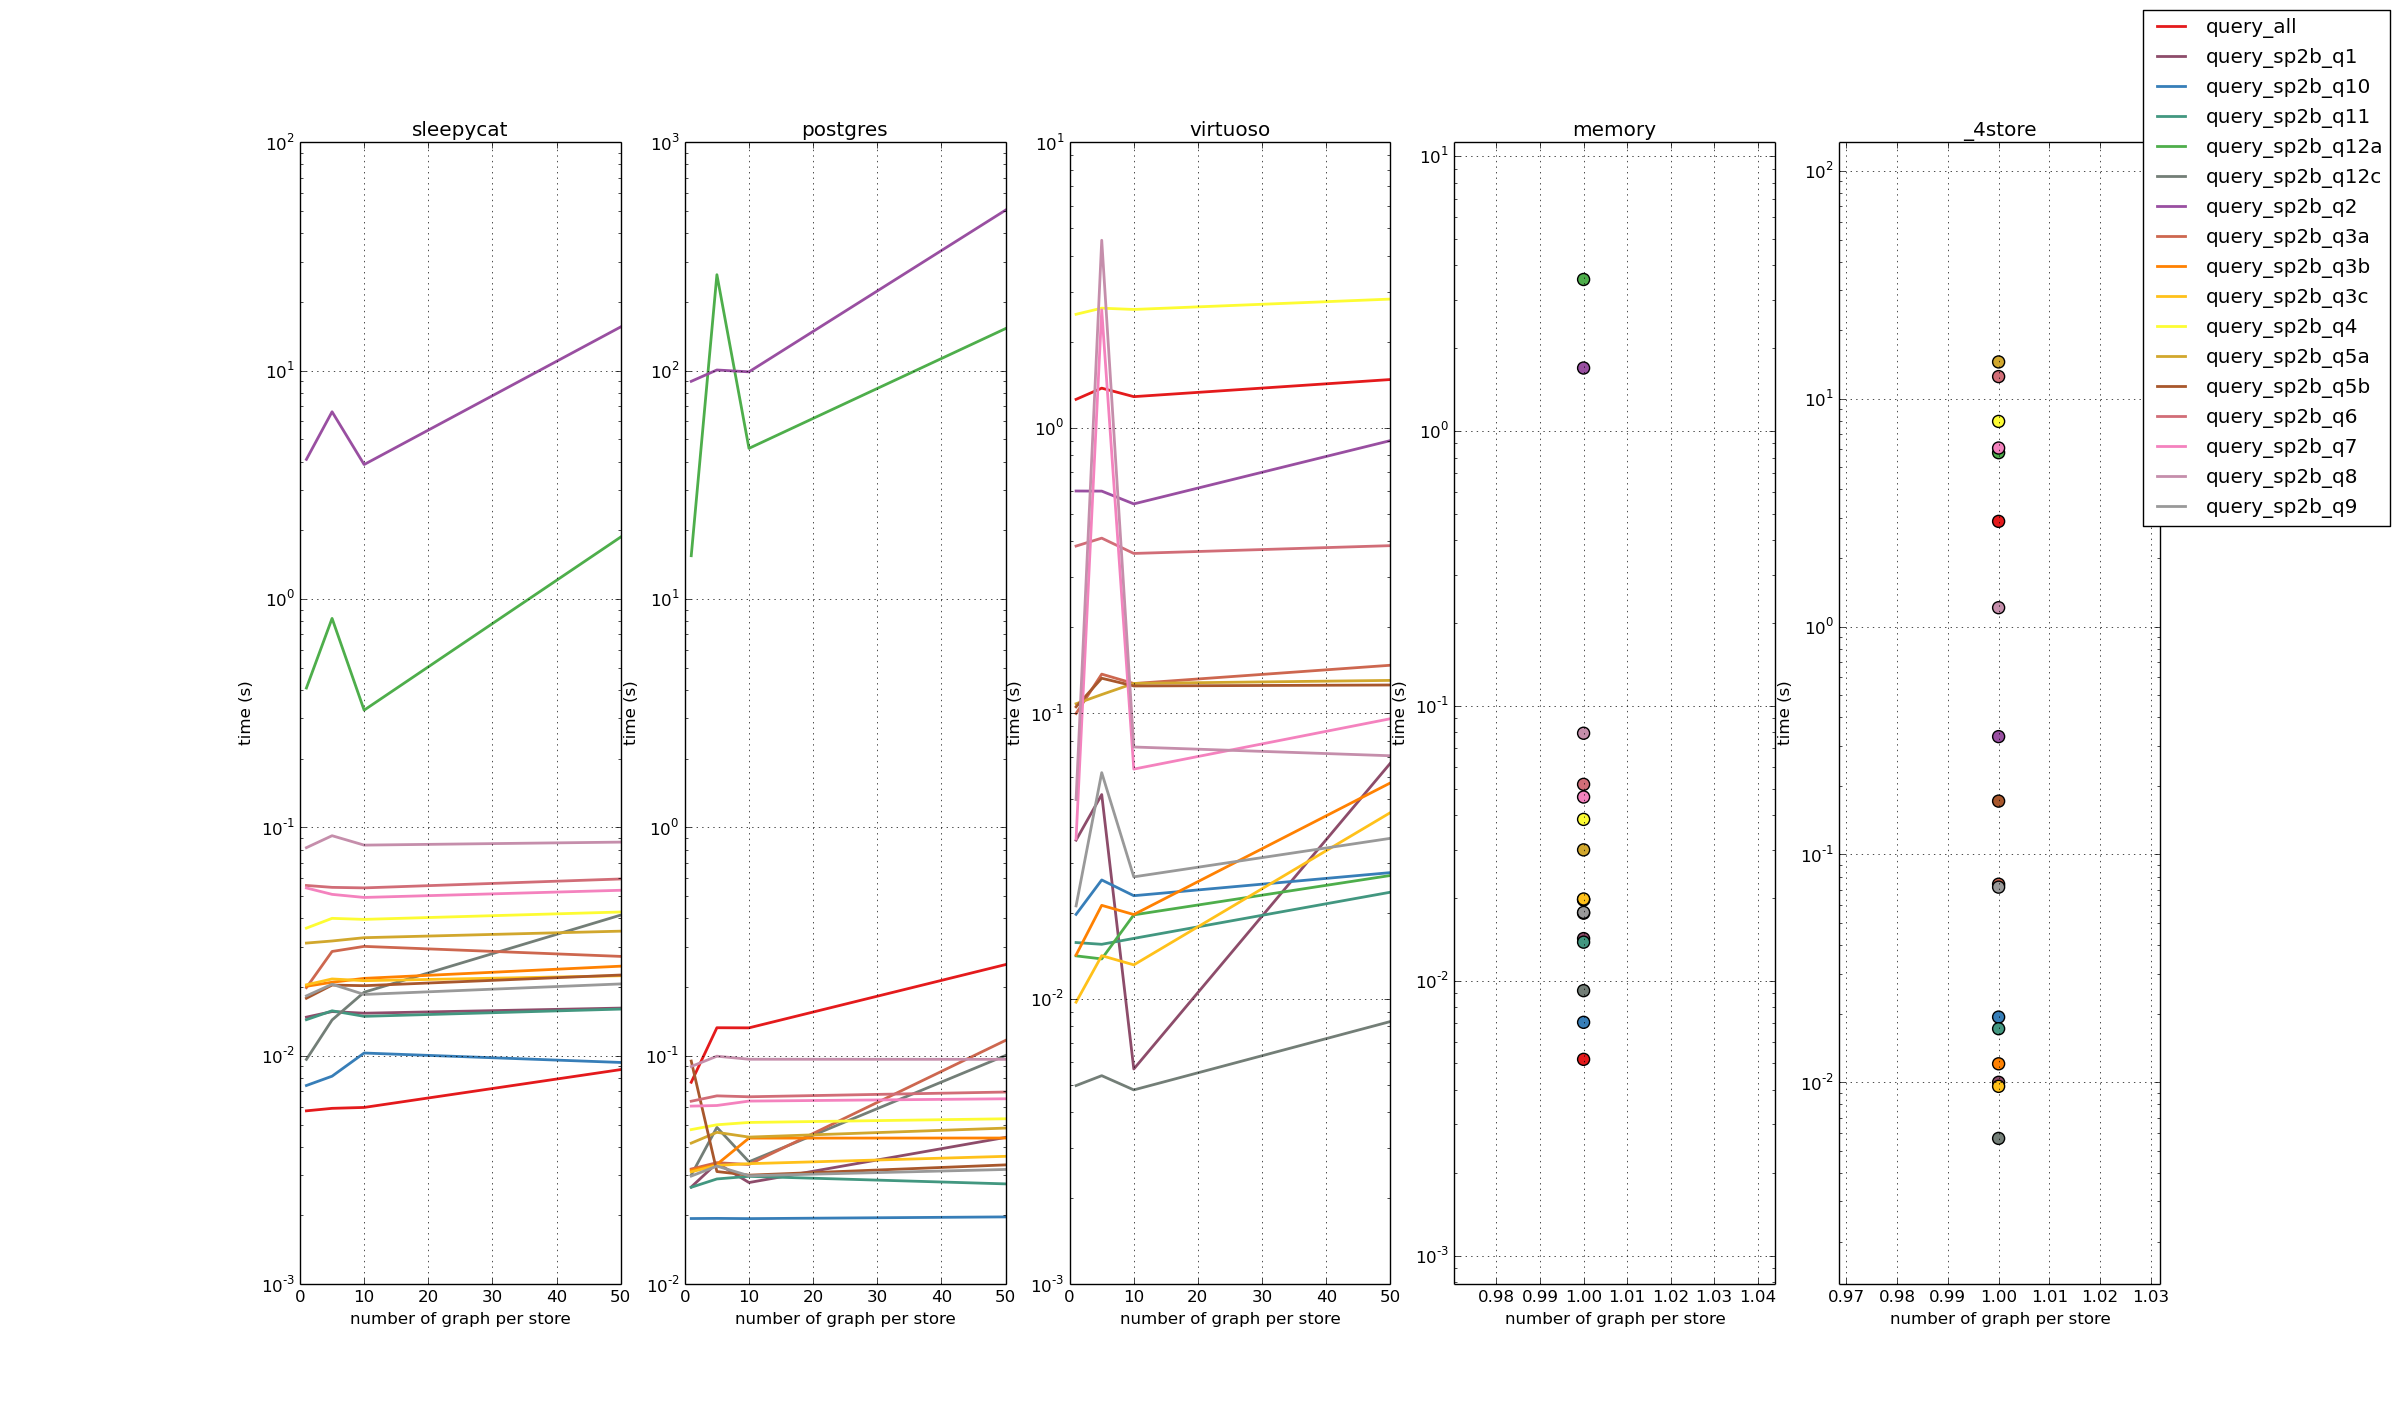 sleepycat
postgres
virtuoso
memory
_4store
query_all
query_sp2b_q1
query_sp2b_q10
query_sp2b_q11
query_sp2b_q12a
query_sp2b_q12c
query_sp2b_q2
query_sp2b_q3a
query_sp2b_q3b
query_sp2b_q3c
query_sp2b_q4
query_sp2b_q5a
query_sp2b_q5b
query_sp2b_q6
query_sp2b_q7
query_sp2b_q8
query_sp2b_q9
10^2
10^1
10^0
10^-1
10^-2
10^-3
time (s)
0 10 20 30 40 50
number of graph per store
10^3
10^2
10^1
10^0
10^-1
10^-2
time (s)
0 10 20 30 40 50
number of graph per store
10^1
10^0
10^-1
10^-2
10^-3
time (s)
0 10 20 30 40 50
number of graph per store
10^1
10^0
10^-1
10^-2
10^-3
time (s)
0.98 0.99 1.00 1.01 1.02 1.03 1.04
number of graph per store
10^2
10^1
10^0
10^-1
10^-2
time (s)
0.97 0.98 0.99 1.00 1.01 1.02 1.03
number of graph per store